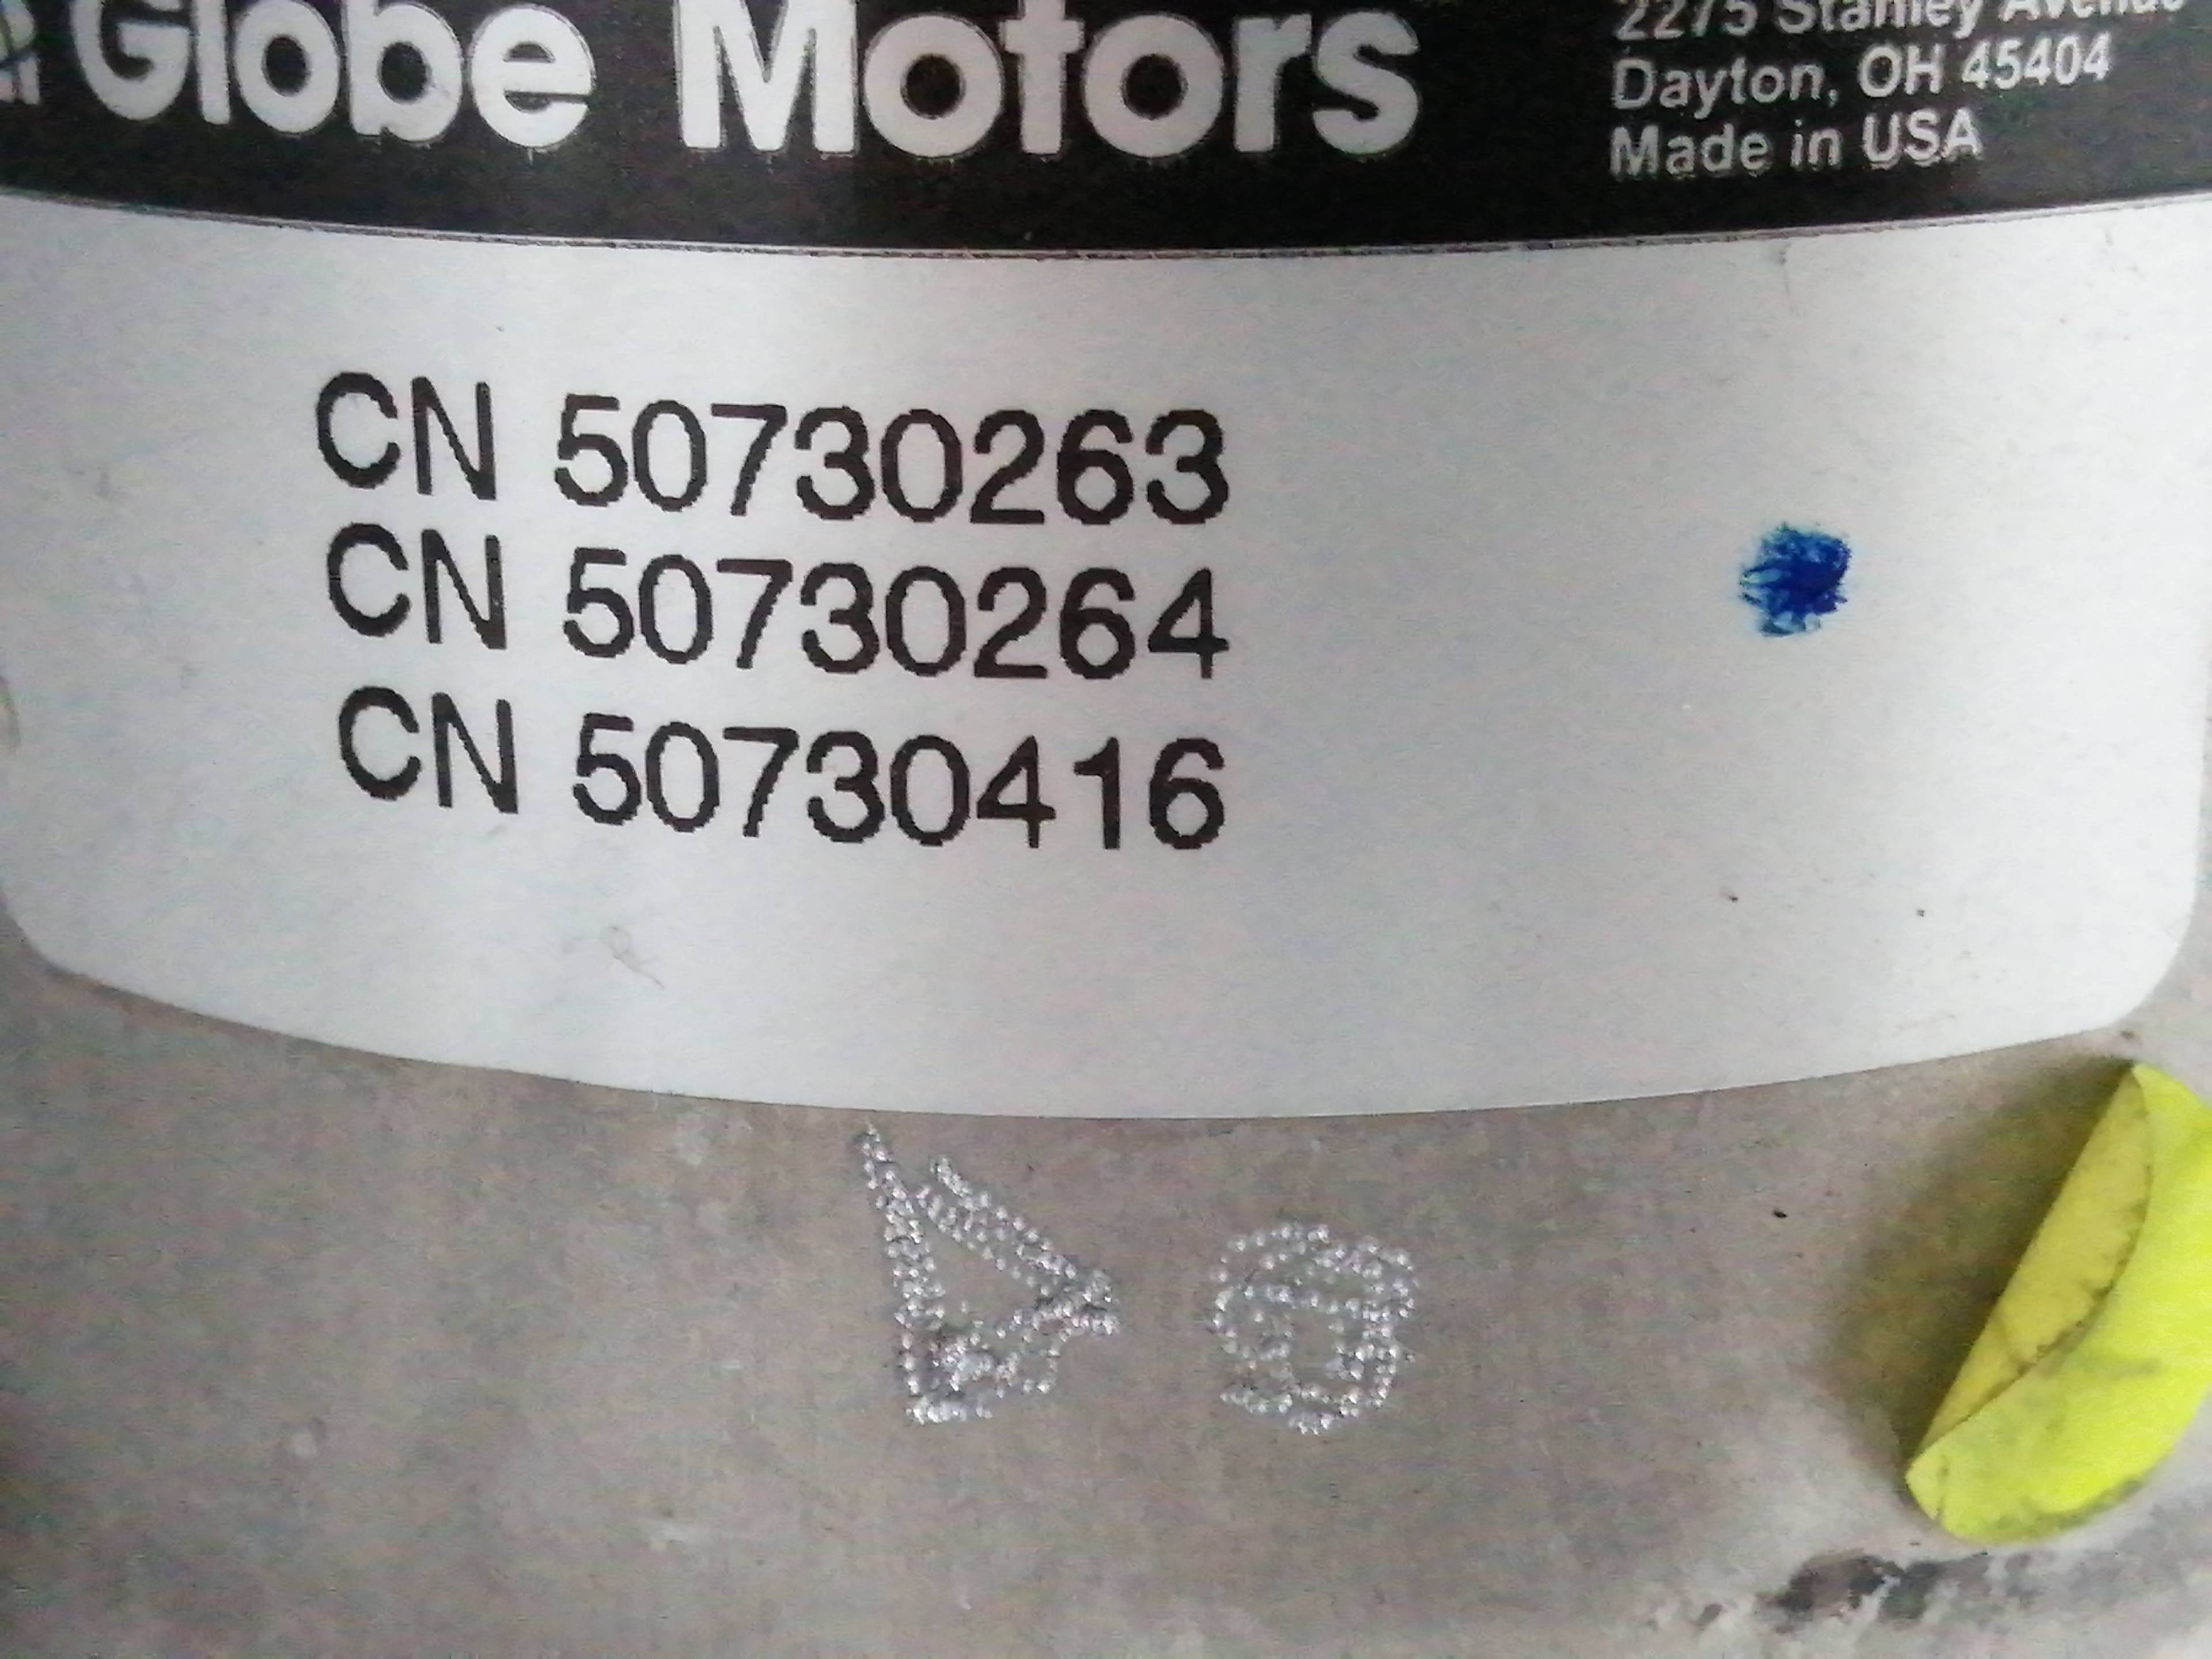 Globe Motors
2275 Stanley Avenue
Dayton, OH 45404
Made in USA
CN 50730263
CN 50730264
CN 50730416